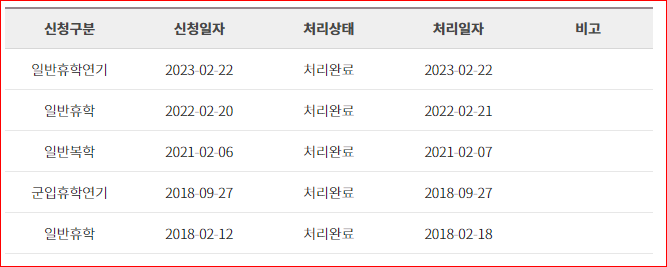 신청구분 신청일자 처리상태 처리일자 비고
일반휴학연기 2023-02-22 처리완료 2023-02-22
일반휴학 2022-02-20 처리완료 2022-02-21
일반복학 2021-02-06 처리완료 2021-02-07
군입휴학연기 2018-09-27 처리완료 2018-09-27
일반휴학 2018-02-12 처리완료 2018-02-18